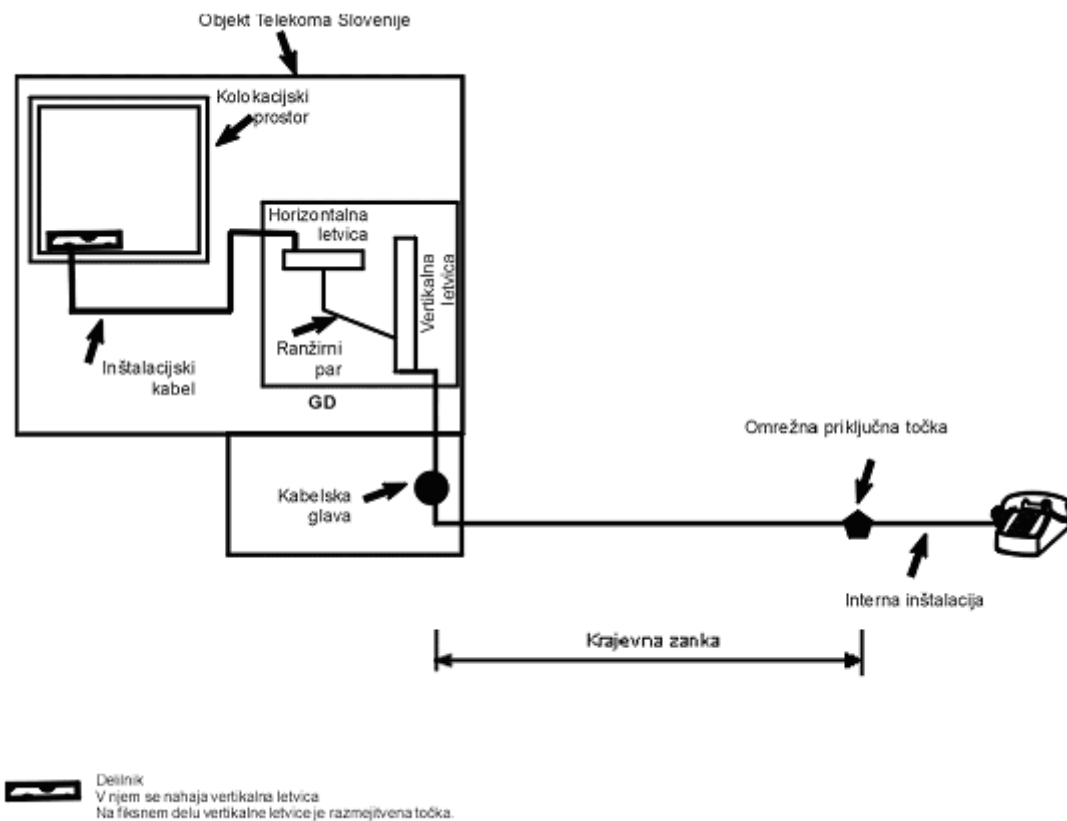 Objekt Telekoma Slovenije
Kolokacijski
prostor
Horizontalna
letvica
Vertikalna
letvica
Ranžirni
par
Inštalacijski
kabel
GD
Kabelska
glava
Omrežna priključna točka
Interna inštalacija
Krajevna zanka
Delilnik
V njem se nahaja vertikalna letvica
Na fiksnem delu vertikalne letvice je razmejitvena točka.